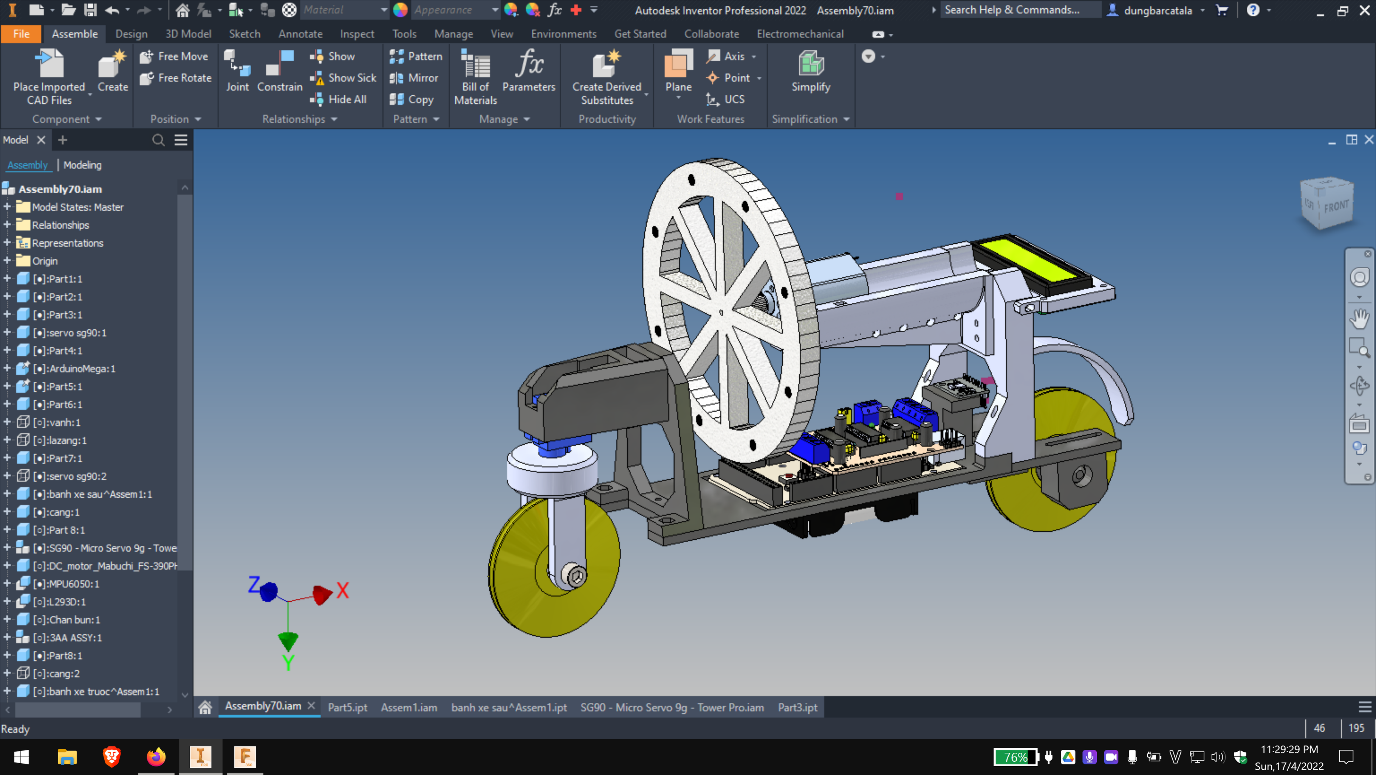 Material
Appearance
Autodesk Inventor Professional 2022 Assembly70.iam
Search Help & Commands...
dungbarcatala
File Assemble Design 3D Model Sketch Annotate Inspect Tools Manage View Environments Get Started Collaborate Electromechanical
Place Imported
CAD Files
Create
Free Move
Free Rotate
Joint
Constrain
Show
Show Sick
Hide All
Pattern
Mirror
Copy
Bill of
Materials
Parameters
Create Derived
Substitutes
Plane
Axis
Point
UCS
Simplify
Component Position Relationships Pattern Manage Productivity Work Features Simplification
Model
Assembly | Modeling
Assembly70.iam
Model States: Master
Relationships
Representations
Origin
[●]:Part1:1
[●]:Part2:1
[●]:Part3:1
[●]:servo sg90:1
[●]:Part4:1
[●]:ArduinoMega:1
[●]:Part5:1
[●]:Part6:1
[○]:vanh:1
[○]:lazang:1
[●]:Part7:1
[●]:servo sg90:2
[●]:banh xe sau^Assem1:1
[●]:cang:1
[○]:Part 8:1
[●]:SG90 - Micro Servo 9g - Towe
[○]:DC_motor_Mabuchi_FS-390PH
[●]:MPU6050:1
[○]:L293D:1
[○]:Chan bun:1
[○]:3AA ASSY:1
[●]:Part8:1
[○]:cang:2
[●]:banh xe truoc^Assem1:1
FRONT
Z
X
Y
Assembly70.iam Part5.ipt Assem1.iam banh xe sau^Assem1.ipt SG90 - Micro Servo 9g - Tower Pro.iam Part3.ipt
Ready
46 195
76%
11:29:29 PM
Sun,17/4/2022